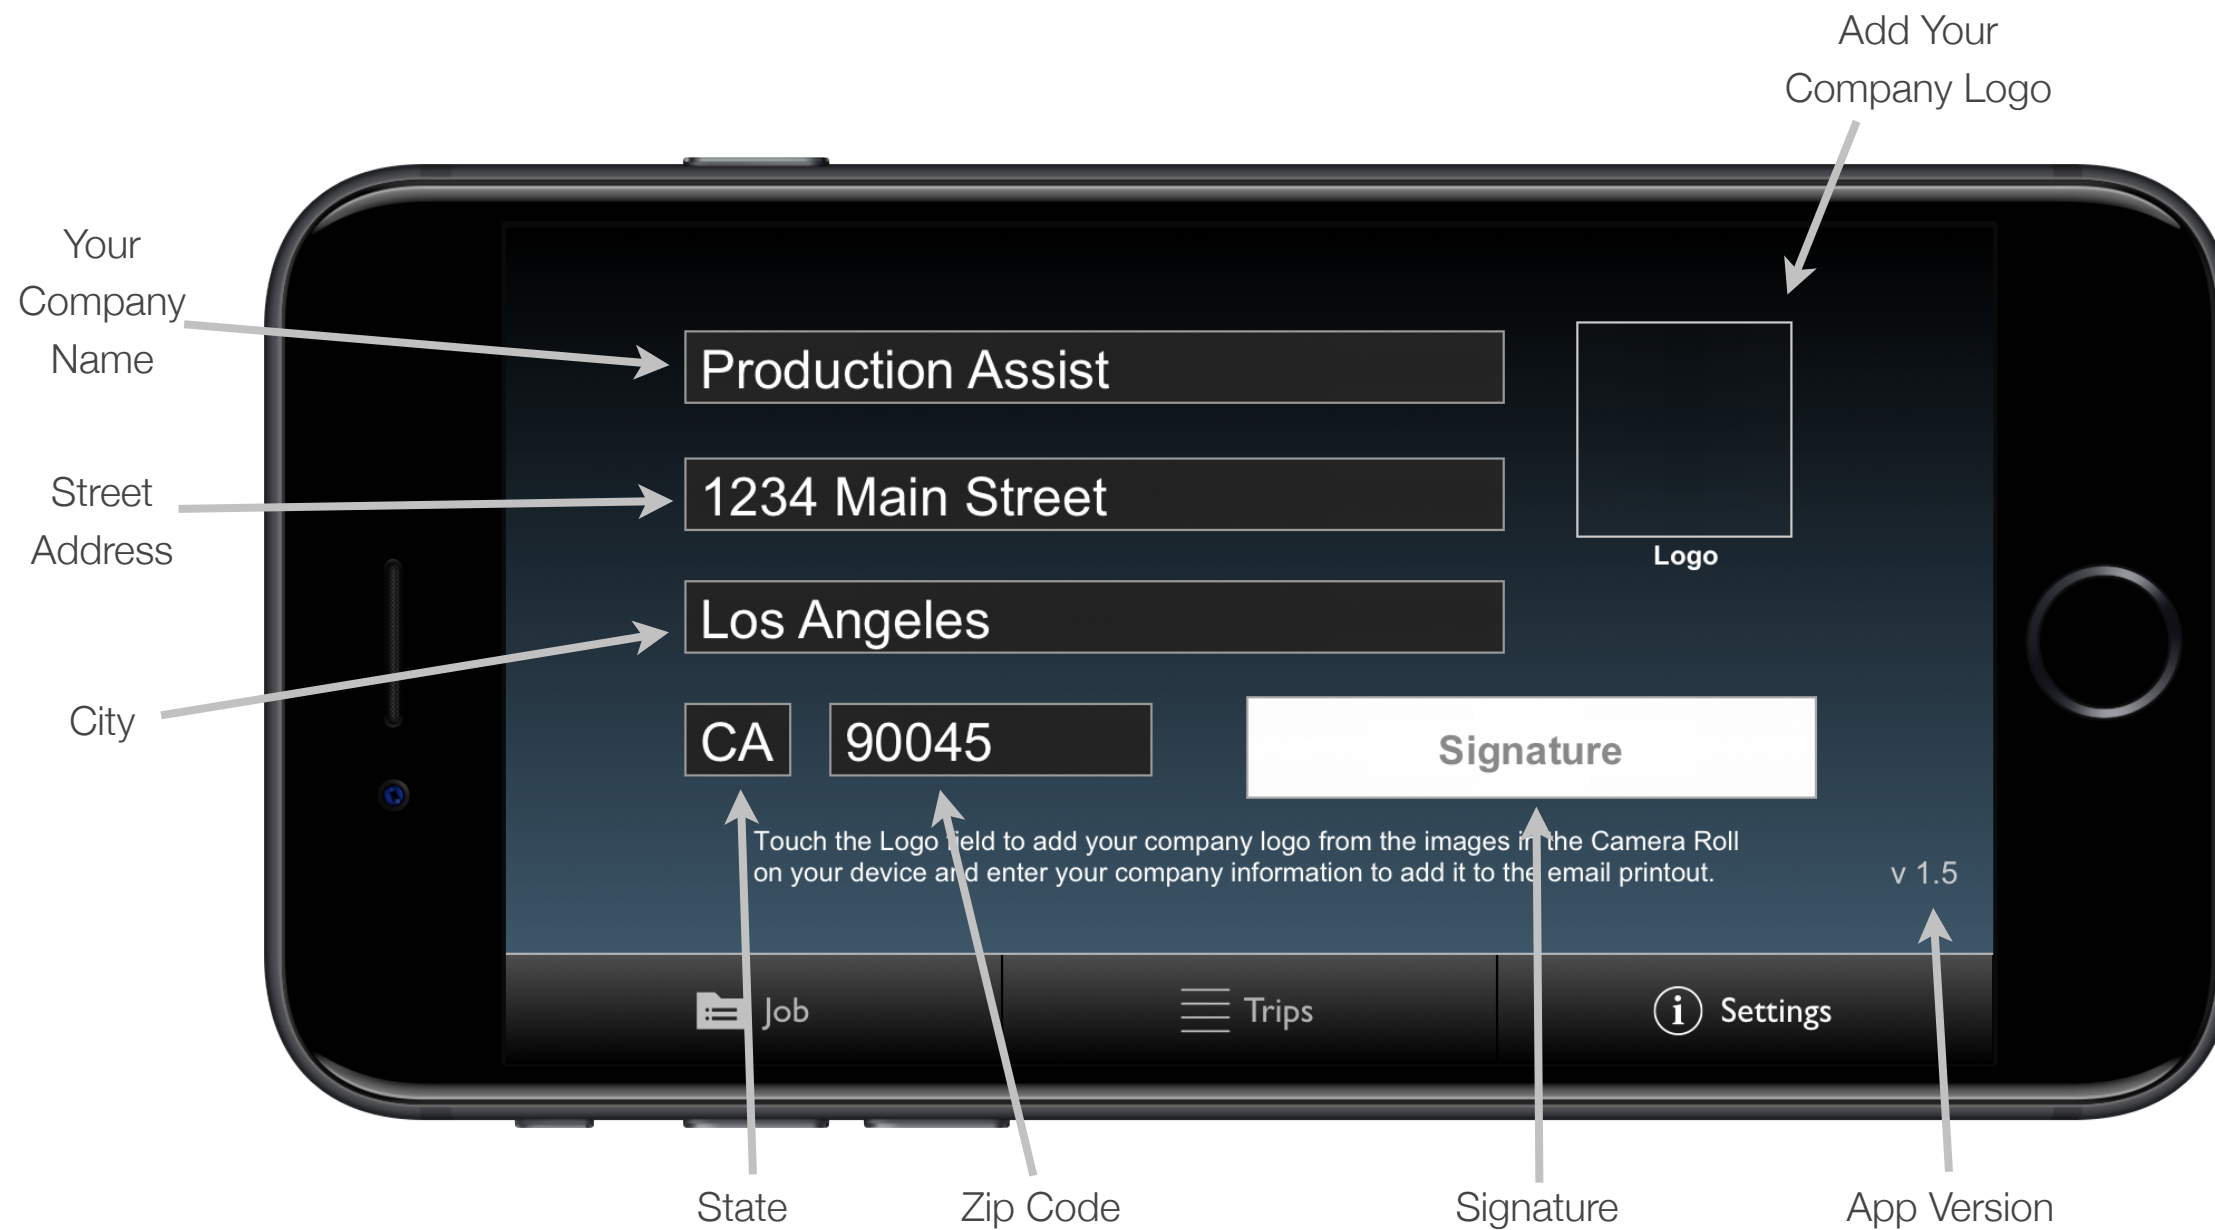 Add Your
Company Logo
Your
Company
Name
Production Assist
Street
Address
1234 Main Street
Logo
City
Los Angeles
CA
90045
Signature
Touch the Logo field to add your company logo from the images in the Camera Roll
on your device and enter your company information to add it to the email printout.
v 1.5
Job
Trips
i
Settings
State
Zip Code
Signature
App Version